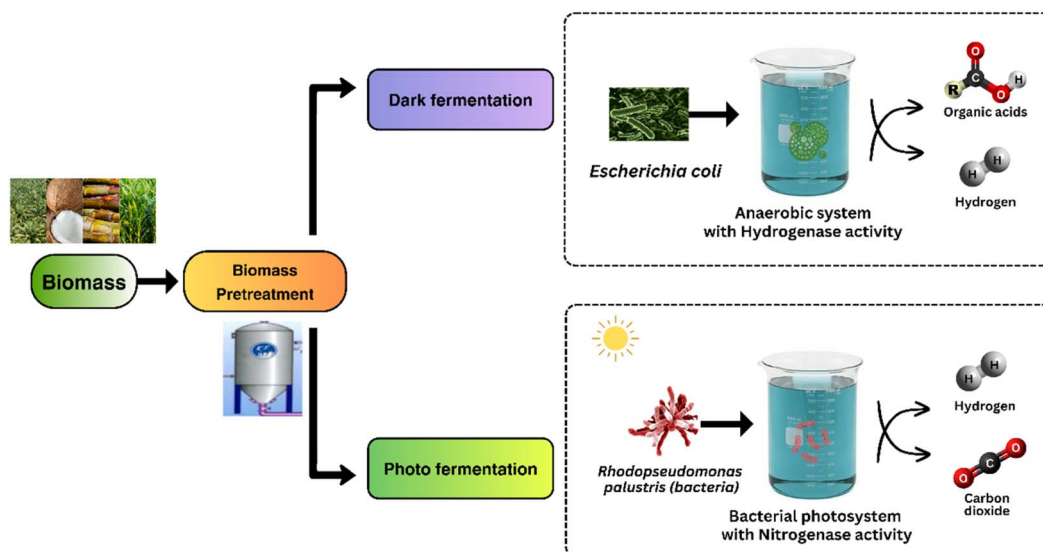 Dark fermentation
Escherichia coli
Anaerobic system
with Hydrogenase activity
O
C
R
O
H
Organic acids
H
H
Hydrogen
Biomass
Biomass
Pretreatment
Photo fermentation
Rhodopseudomonas
palustris (bacteria)
Bacterial photosystem
with Nitrogenase activity
H
H
Hydrogen
O
C
O
Carbon
dioxide